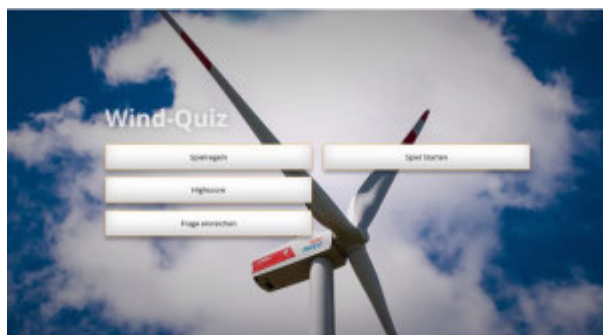 Wind-Quiz
Spielregeln
Spiel Starten
Highscore
Frage einreichen